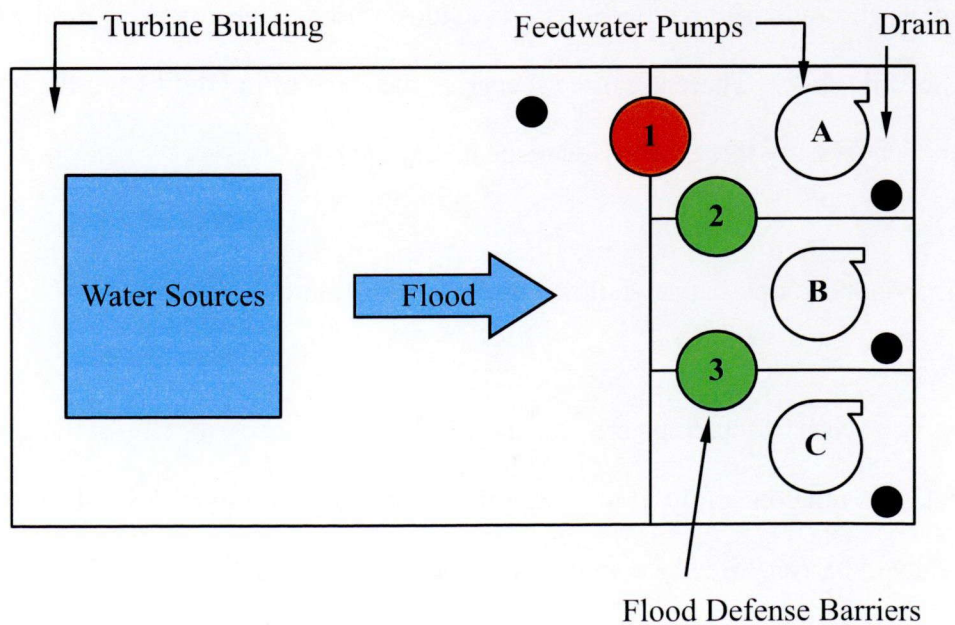 Turbine Building
Feedwater Pumps
Drain
1
A
2
Water Sources
Flood
B
3
C
Flood Defense Barriers